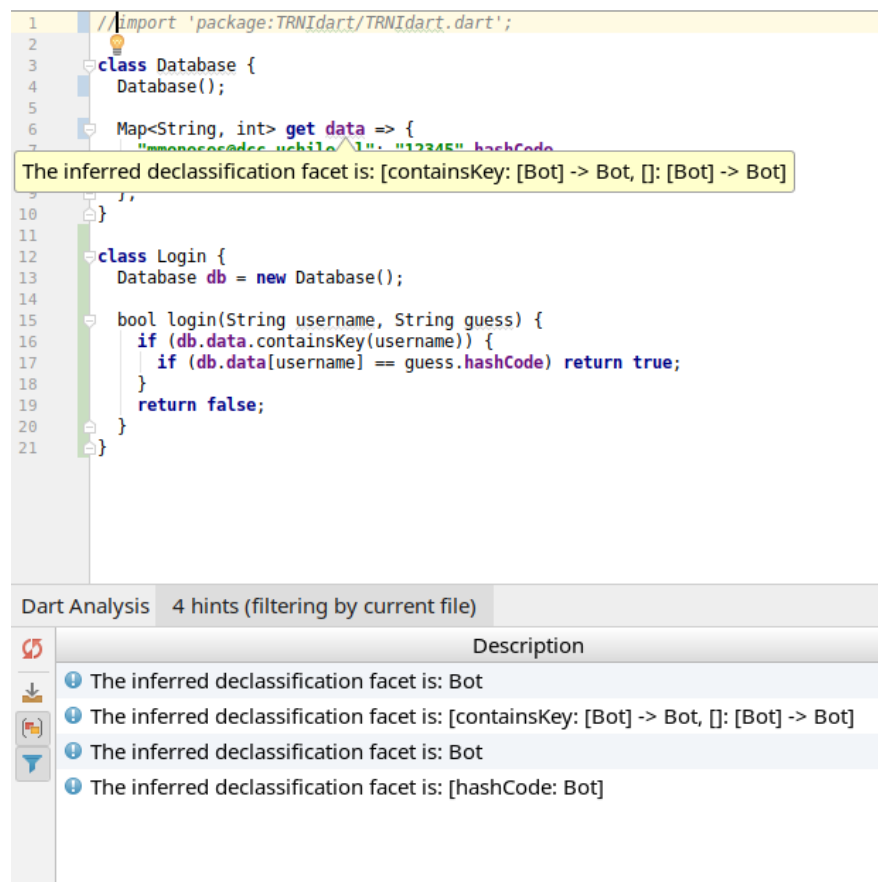 1 //import 'package:TRNIdart/TRNIdart.dart';
2
3 class Database {
4 Database();
5
6 Map<String, int> get data => {
The inferred declassification facet is: [containsKey: [Bot] -> Bot, []: [Bot] -> Bot]
9 };
10 }
11
12 class Login {
13 Database db = new Database();
14
15 bool login(String username, String guess) {
16 if (db.data.containsKey(username)) {
17 if (db.data[username] == guess.hashCode) return true;
18 }
19 return false;
20 }
21 }
Dart Analysis 4 hints (filtering by current file)
Description
The inferred declassification facet is: Bot
The inferred declassification facet is: [containsKey: [Bot] -> Bot, []: [Bot] -> Bot]
The inferred declassification facet is: Bot
The inferred declassification facet is: [hashCode: Bot]